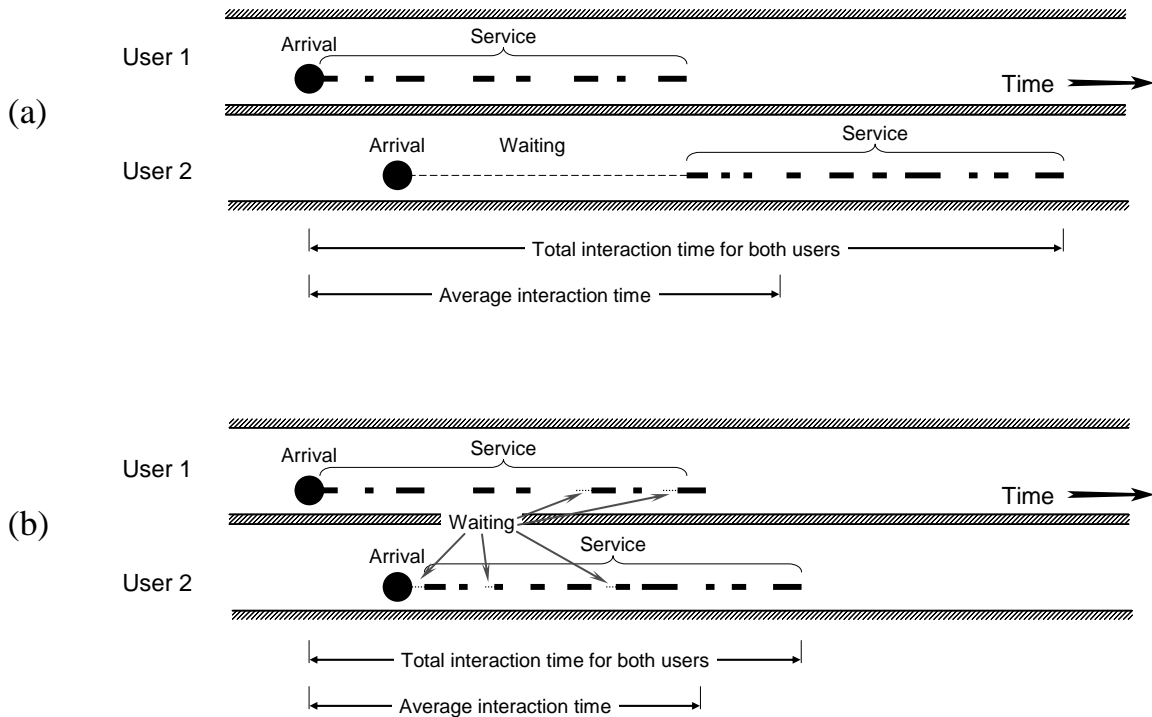 User 1
Arrival
Service
Time
(a)
User 2
Arrival
Waiting
Service
Total interaction time for both users
Average interaction time
User 1
Arrival
Service
Time
(b)
Waiting
User 2
Arrival
Service
Total interaction time for both users
Average interaction time